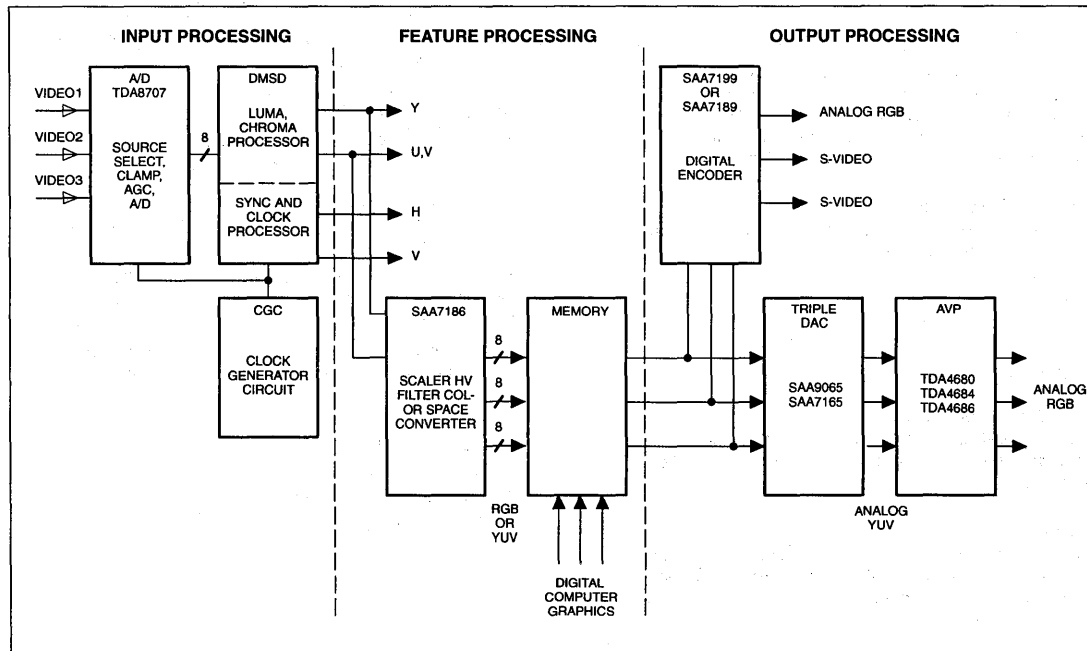 INPUT PROCESSING
FEATURE PROCESSING
OUTPUT PROCESSING
VIDEO1
VIDEO2
VIDEO3
A/D
TDA8707
SOURCE
SELECT,
CLAMP,
AGC,
A/D
8
DMSD
LUMA,
CHROMA
PROCESSOR
SYNC AND
CLOCK
PROCESSOR
Y
U,V
H
V
CGC
CLOCK
GENERATOR
CIRCUIT
SAA7186
SCALER HV
FILTER COL-
OR SPACE
CONVERTER
8
8
8
RGB
OR
YUV
MEMORY
DIGITAL
COMPUTER
GRAPHICS
SAA7199
OR
SAA7189
DIGITAL
ENCODER
ANALOG RGB
S-VIDEO
S-VIDEO
TRIPLE
DAC
SAA9065
SAA7165
ANALOG
YUV
AVP
TDA4680
TDA4684
TDA4686
ANALOG
RGB